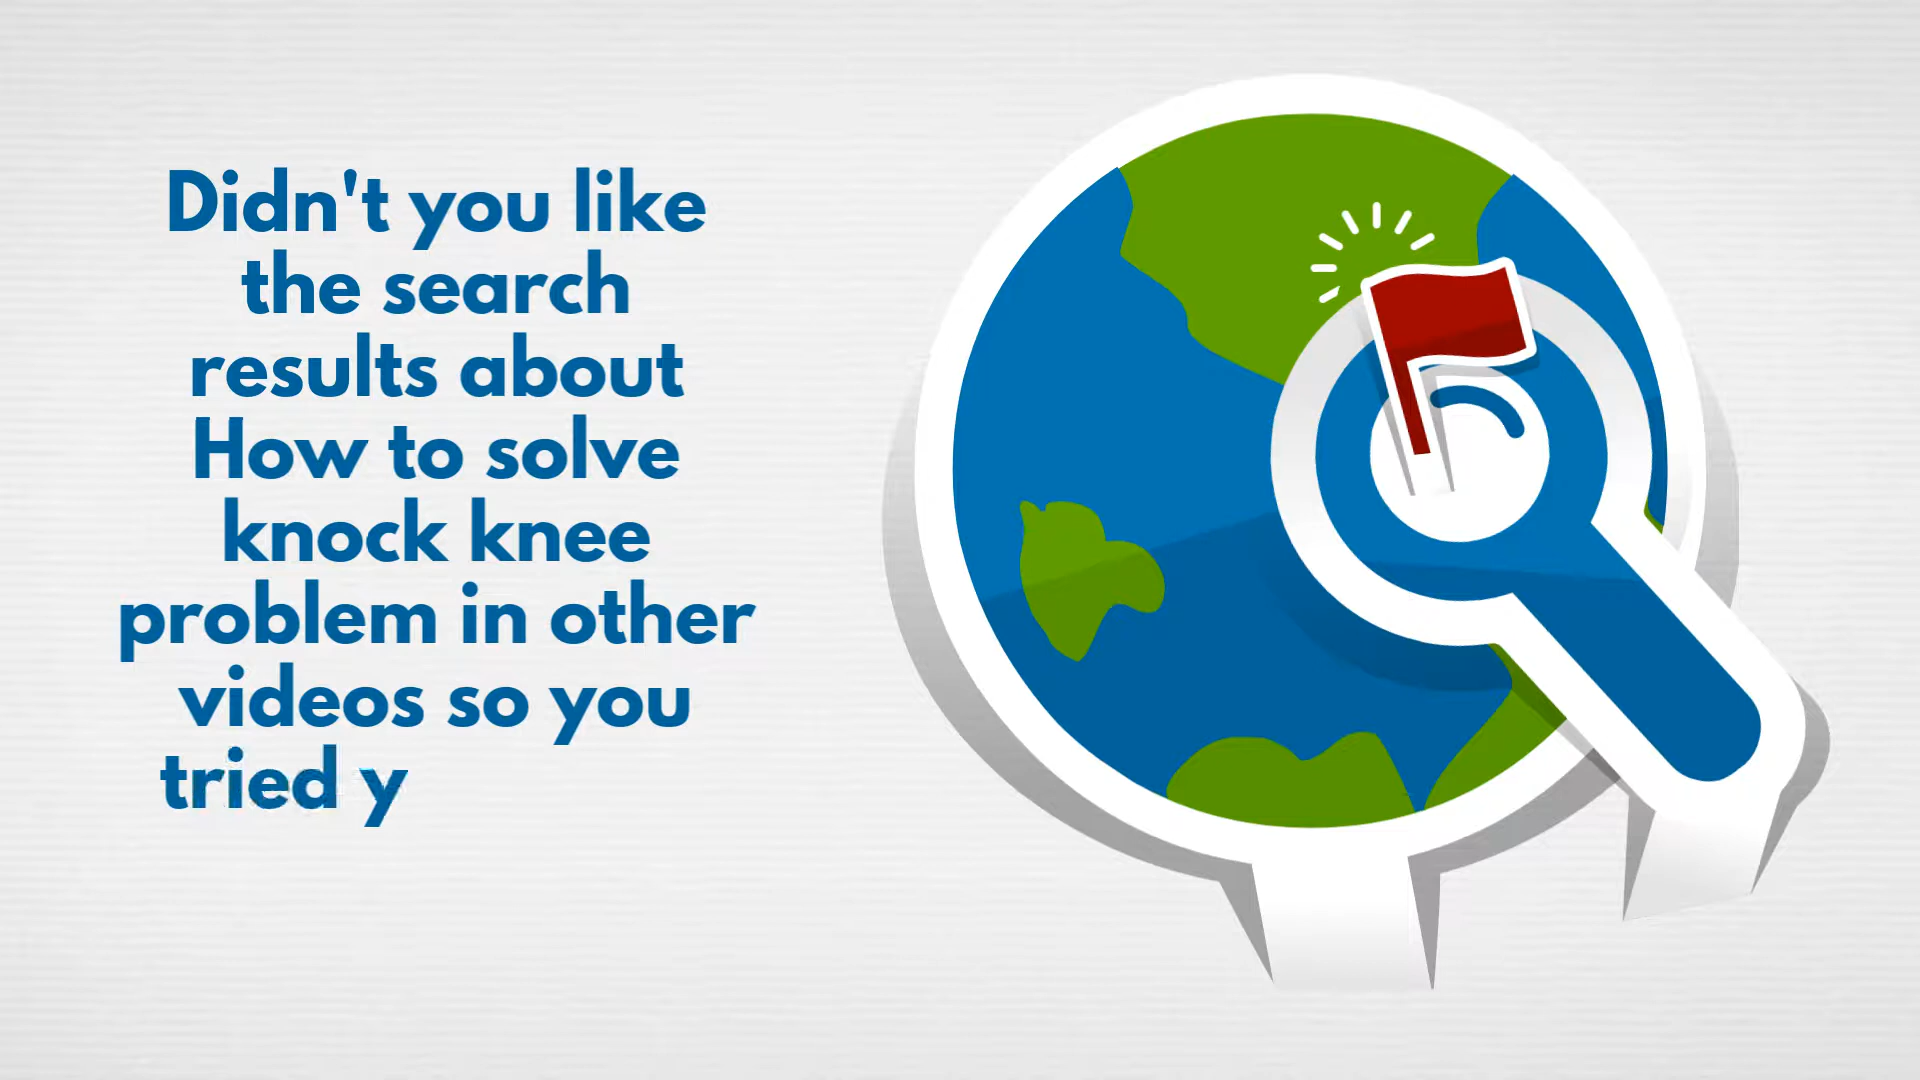 Didn't you like
the search
results about
How to solve
knock knee
problem in other
videos so you
tried y